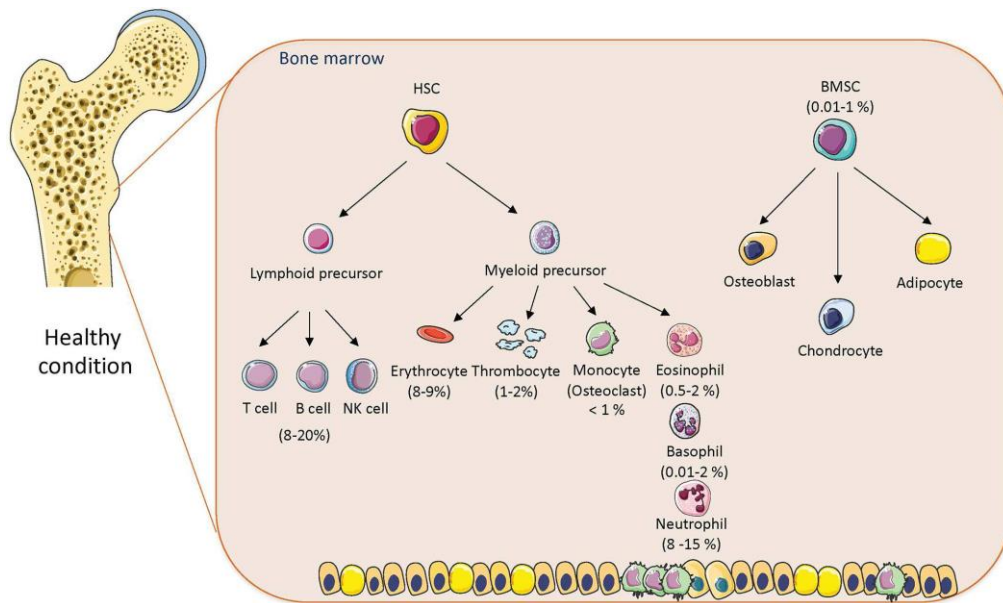 Bone marrow
HSC
BMSC
(0.01-1 %)
Lymphoid precursor
Myeloid precursor
Osteoblast
Adipocyte
Chondrocyte
Healthy
condition
T cell
B cell
NK cell
(8-20%)
Erythrocyte
(8-9%)
Thrombocyte
(1-2%)
Monocyte
(Osteoclast)
< 1 %
Eosinophil
(0.5-2 %)
Basophil
(0.01-2 %)
Neutrophil
(8 -15 %)